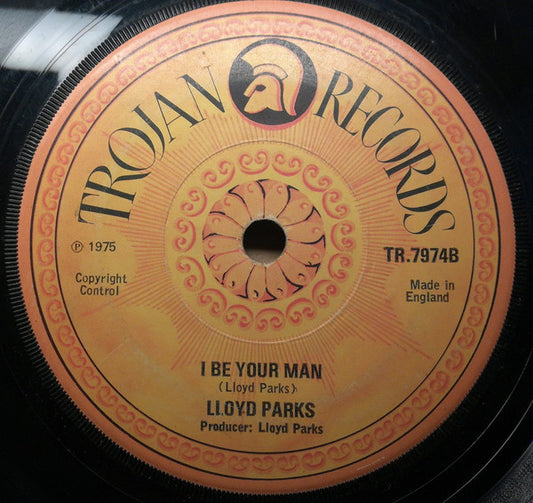 TROJAN RECORDS
℗ 1975
TR.7974B
Copyright
Control
Made in
England
I BE YOUR MAN
(Lloyd Parks)
LLOYD PARKS
Producer: Lloyd Parks